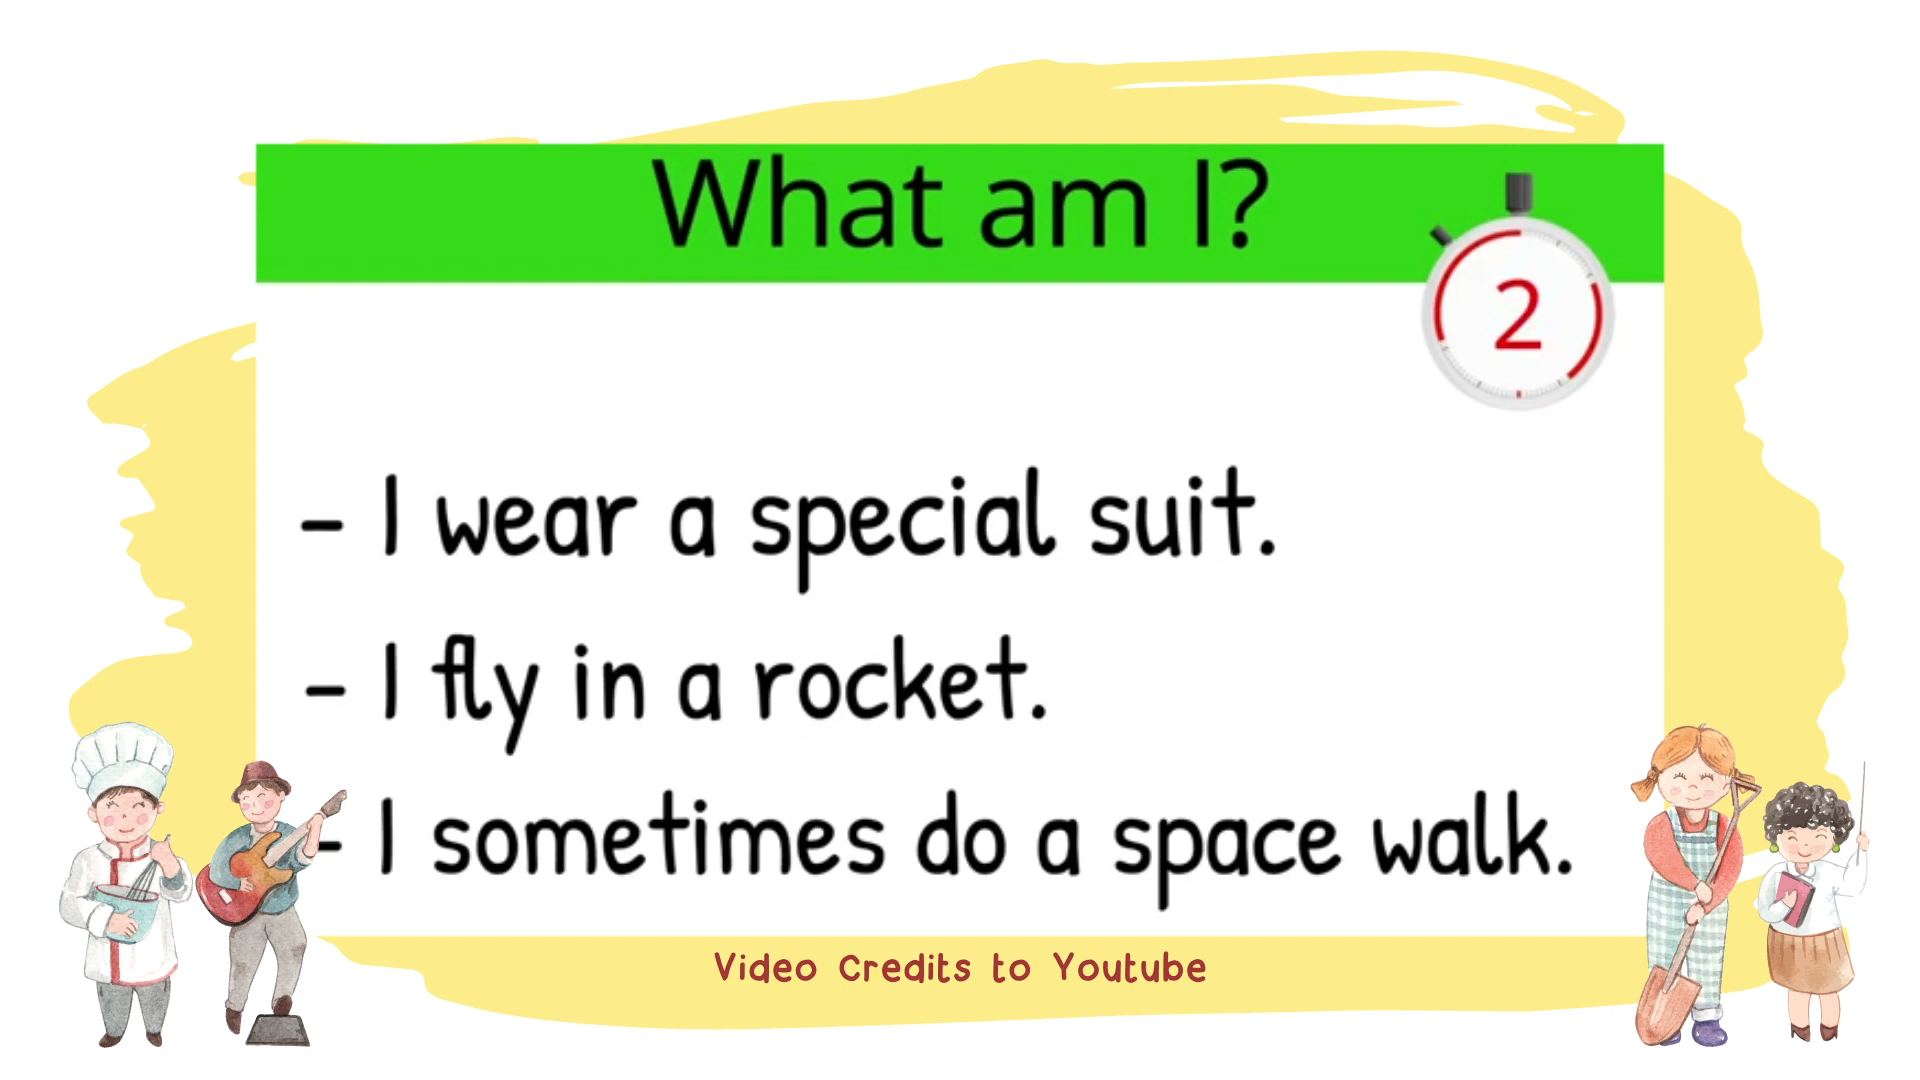 What am I?
2
- I wear a special suit.
- I fly in a rocket.
- I sometimes do a space walk.
Video Credits to Youtube